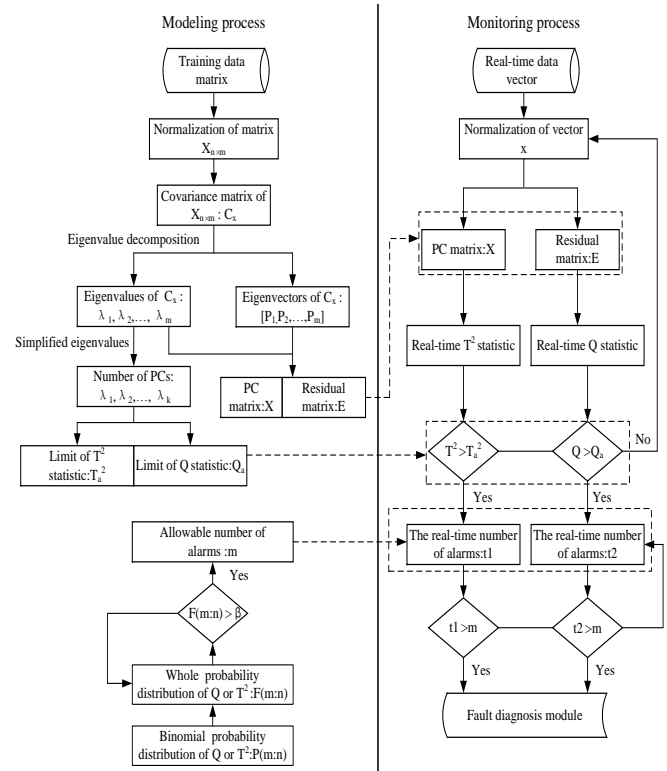 Modeling process
Training data
matrix
Normalization of matrix
Xₙₓₘ
Covariance matrix of
Xₙₓₘ : Cₓ
Eigenvalue decomposition
Eigenvalues of Cₓ :
λ₁, λ₂,…, λₘ
Eigenvectors of Cₓ :
[P₁,P₂,…,Pₘ]
Simplified eigenvalues
Number of PCs:
λ₁, λ₂,…, λₖ
PC
matrix:X
Residual
matrix:E
Limit of T²
statistic:Tₐ²
Limit of Q statistic:Qₐ
Allowable number of
alarms :m
Yes
F(m:n) > β
Whole probability
distribution of Q or T²:F(m:n)
Binomial probability
distribution of Q or T²:P(m:n)
Monitoring process
Real-time data
vector
Normalization of vector
x
PC matrix:X
Residual
matrix:E
Real-time T² statistic
Real-time Q statistic
T²>Tₐ²
Q >Qₐ
No
Yes
Yes
The real-time number
of alarms:t1
The real-time number
of alarms:t2
t1 >m
t2 >m
Yes
Yes
Fault diagnosis module